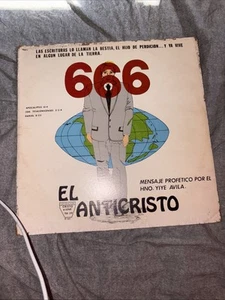 LAS ESCRITURAS LO LLAMAN LA BESTIA, EL HIJO DE PERDICION... Y YA VIVE
EN ALGUN LUGAR DE LA TIERRA.
666
MENSAJE PROFETICO POR EL
HNO. YIYE AVILA.
EL
ANTICRISTO